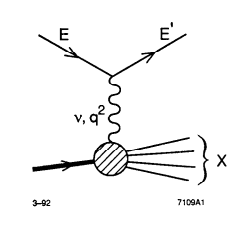 E E'
ν, q²
X
3–92 7109A1